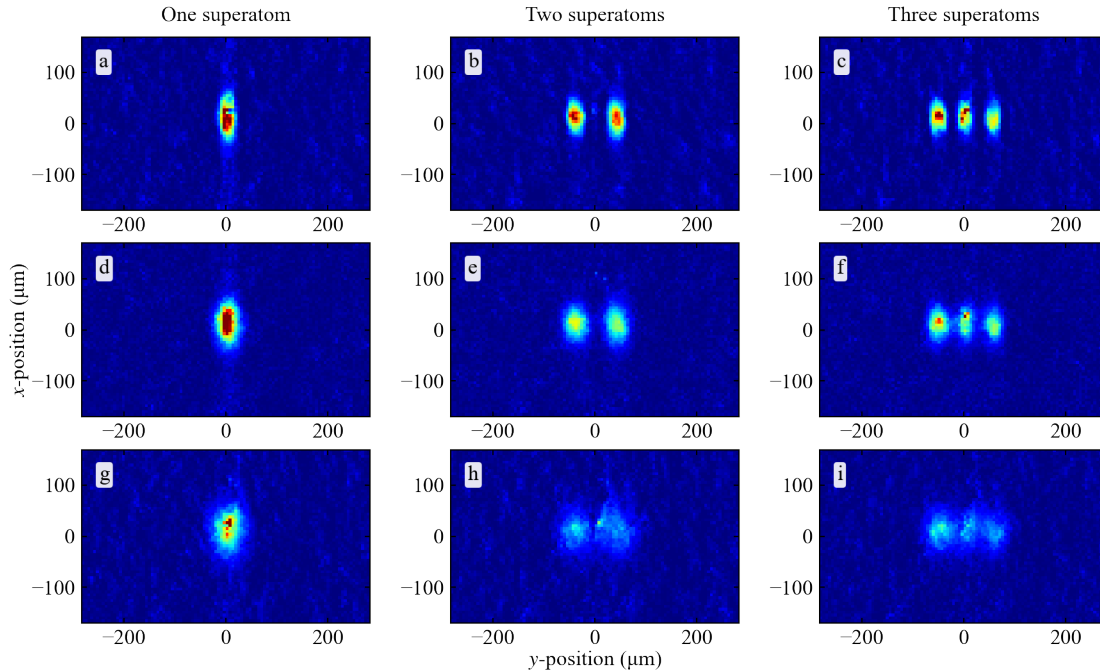 One superatom Two superatoms Three superatoms
a b c
100 100 100
0 0 0
−100 −100 −100
−200 0 200 −200 0 200 −200 0 200
d e f
100 100 100
0 0 0
−100 −100 −100
−200 0 200 −200 0 200 −200 0 200
x-position (μm)
g h i
100 100 100
0 0 0
−100 −100 −100
−200 0 200 −200 0 200 −200 0 200
y-position (μm)